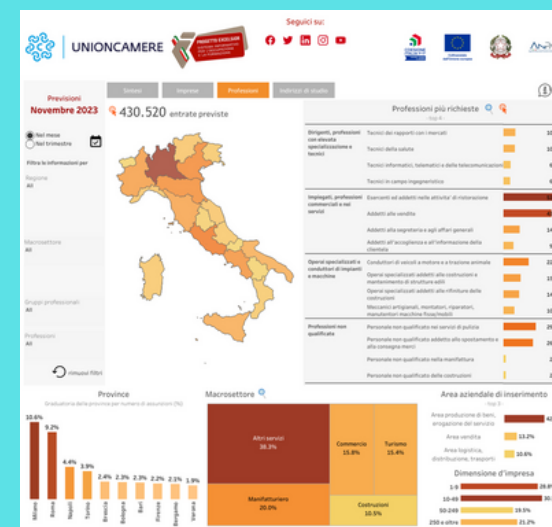 Seguici su:
UNIONCAMERE
PROGETTO EXCELSIOR
Previsioni
Novembre 2023
Sintesi
Imprese
Professioni
Indirizzi di studio
430.520 entrate previste
Nel mese
Nel trimestre
Filtra le informazioni per
Regione
All
Macrosettore
All
Gruppi professionali
All
Professioni
All
rimuovi filtri
Professioni più richieste
- top 4 -
Dirigenti, professioni con elevata specializzazione e tecnici
Tecnici dei rapporti con i mercati
Tecnici della salute
Tecnici informatici, telematici e delle telecomunicazioni
Tecnici in campo ingegneristico
Impiegati, professioni commerciali e nei servizi
Esercenti ed addetti nelle attivita' di ristorazione
Addetti alle vendite
Addetti alla segreteria e agli affari generali
Addetti all'accoglienza e all'informazione della clientela
Operai specializzati e conduttori di impianti e macchine
Conduttori di veicoli a motore e a trazione animale
Operai specializzati addetti alle costruzioni e mantenimento di strutture edili
Operai specializzati addetti alle rifiniture delle costruzioni
Meccanici artigianali, montatori, riparatori, manutentori macchine fisse/mobili
Professioni non qualificate
Personale non qualificato nei servizi di pulizia
Personale non qualificato addetto allo spostamento e alla consegna merci
Personale non qualificato nella manifattura
Personale non qualificato delle costruzioni
Province
Graduatoria delle province per numero di assunzioni (%)
10.6%
9.2%
4.4%
3.9%
2.4%
2.3%
2.3%
2.2%
2.1%
1.9%
Milano
Roma
Napoli
Torino
Brescia
Bologna
Bari
Firenze
Bergamo
Verona
Macrosettore
Altri servizi
38.3%
Commercio
15.8%
Turismo
15.4%
Manifatturiero
20.0%
Costruzioni
10.5%
Area aziendale di inserimento
- top 3 -
Area produzione di beni, erogazione del servizio
Area vendita
13.2%
Area logistica, distribuzione, trasporti
10.6%
Dimensione d'impresa
1-9
10-49
50-249
19.5%
250 e oltre
21.2%